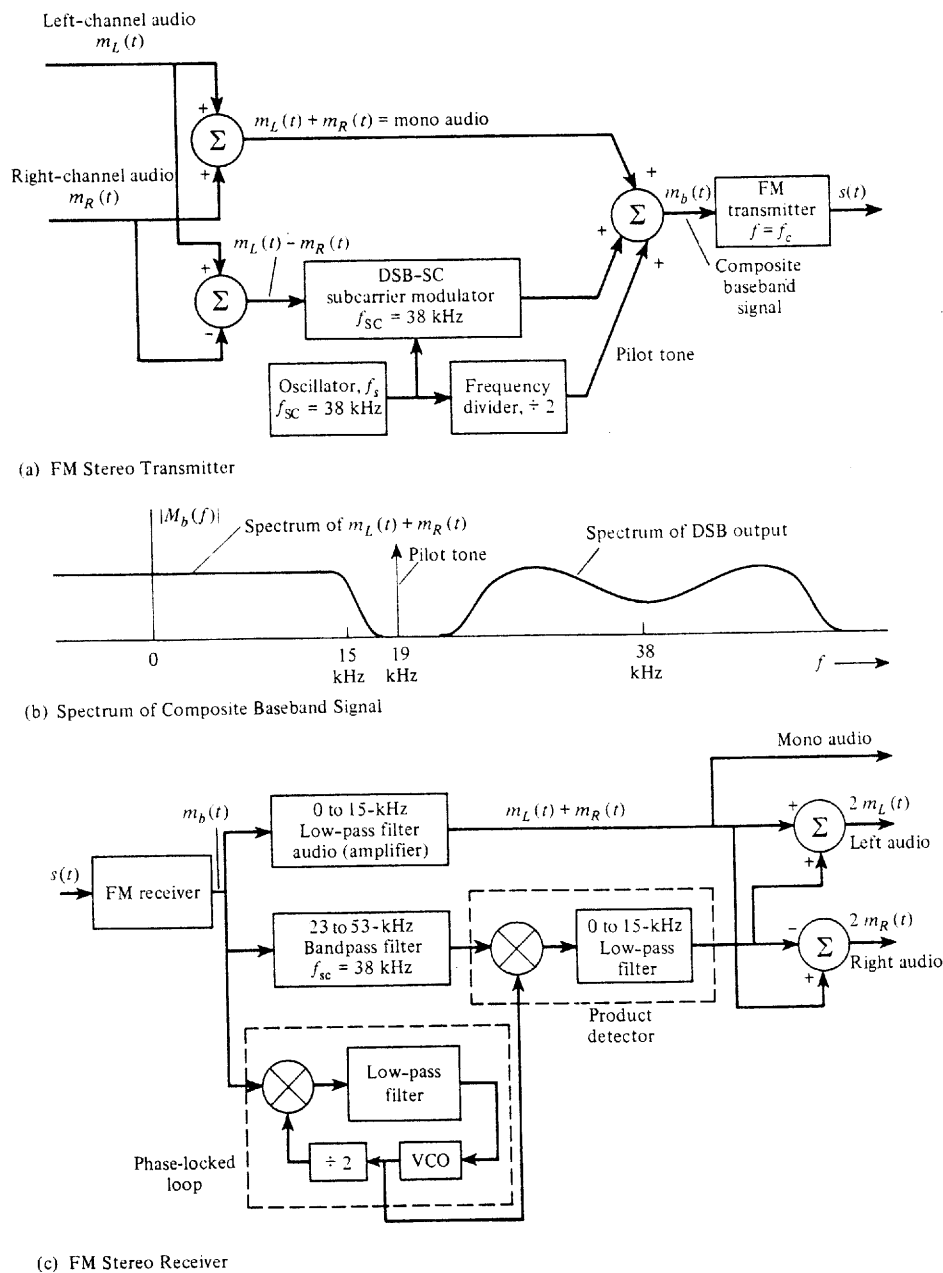 Left-channel audio
m_L(t)
m_L(t) + m_R(t) = mono audio
Σ
+
+
Right-channel audio
m_R(t)
m_L(t) − m_R(t)
+
−
Σ
DSB-SC
subcarrier modulator
f_SC = 38 kHz
Oscillator, f_s
f_SC = 38 kHz
Frequency
divider, ÷ 2
Pilot tone
+
+
+
Σ
m_b(t)
Composite
baseband
signal
FM
transmitter
f = f_c
s(t)
(a) FM Stereo Transmitter
|M_b(f)|
Spectrum of m_L(t) + m_R(t)
Pilot tone
Spectrum of DSB output
0
15
kHz
19
kHz
38
kHz
f
(b) Spectrum of Composite Baseband Signal
s(t)
FM receiver
m_b(t)
0 to 15-kHz
Low-pass filter
audio (amplifier)
m_L(t) + m_R(t)
Mono audio
+
+
Σ
2 m_L(t)
Left audio
23 to 53-kHz
Bandpass filter
f_sc = 38 kHz
0 to 15-kHz
Low-pass
filter
Product
detector
−
+
Σ
2 m_R(t)
Right audio
Low-pass
filter
÷ 2
VCO
Phase-locked
loop
(c) FM Stereo Receiver